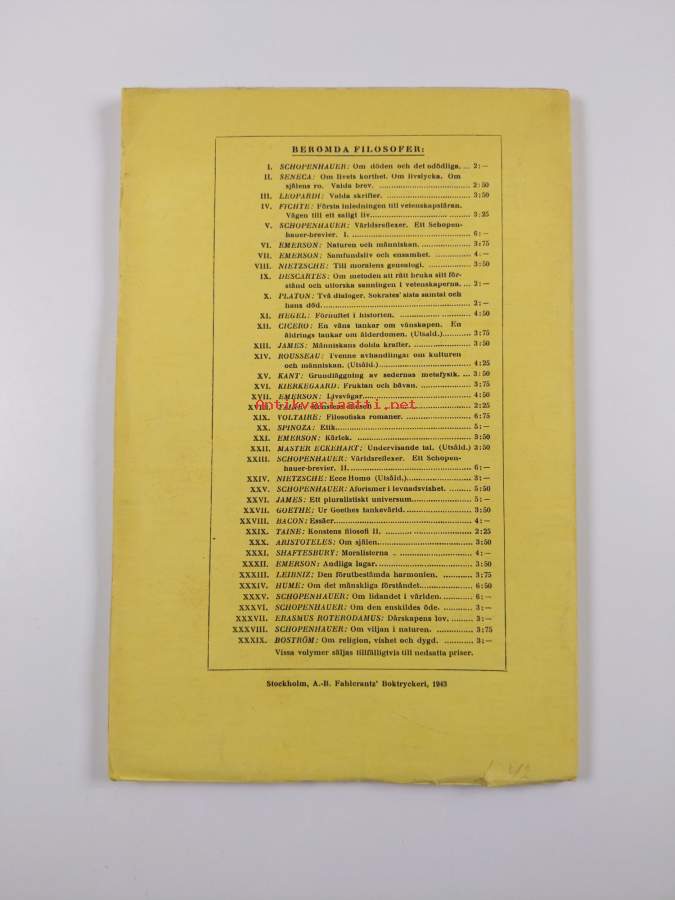 BERÖMDA FILOSOFER:
I. SCHOPENHAUER: Om döden och det odödliga. ... 2:—
II. SENECA: Om livets korthet. Om livslycka. Om
själens ro. Valda brev. ... 2:50
III. LEOPARDI: Valda skrifter. ... 3:50
IV. FICHTE: Första inledningen till vetenskapsläran.
Vägen till ett saligt liv. ... 3:25
V. SCHOPENHAUER: Världsreflexer. Ett Schopen-
hauer-brevier. I. ... 6:—
VI. EMERSON: Naturen och människan. ... 3:75
VII. EMERSON: Samfundsliv och ensamhet. ... 4:—
VIII. NIETZSCHE: Till moralens genealogi. ... 3:50
IX. DESCARTES: Om metoden att rätt bruka sitt för-
stånd och utforska sanningen i vetenskaperna. ... 2:—
X. PLATON: Två dialoger. Sokrates' sista samtal och
hans död. ... 2:—
XI. HEGEL: Förnuftet i historien. ... 4:50
XII. CICERO: En väns tankar om vänskapen. En
åldrings tankar om ålderdomen. (Utsåld.) ... 3:75
XIII. JAMES: Människans dolda krafter. ... 3:50
XIV. ROUSSEAU: Tvenne avhandlingar om kulturen
och människan. (Utsåld.) ... 4:25
XV. KANT: Grundläggning av sedernas metafysik. ... 3:50
XVI. KIERKEGAARD: Fruktan och bävan. ... 3:75
XVII. EMERSON: Livsvägar. ... 4:50
XVIII. 2:25
Antikvariaatti.net
XIX. VOLTAIRE: Filosofiska romaner. ... 6:75
XX. SPINOZA: Etik. ... 5:—
XXI. EMERSON: Kärlek. ... 3:50
XXII. MASTER ECKEHART: Undervisande tal. (Utsåld.) 3:50
XXIII. SCHOPENHAUER: Världsreflexer. Ett Schopen-
hauer-brevier. II. ... 6:—
XXIV. NIETZSCHE: Ecce Homo (Utsåld.) ... 3:—
XXV. SCHOPENHAUER: Aforismer i levnadsvishet. ... 5:50
XXVI. JAMES: Ett pluralistiskt universum. ... 5:—
XXVII. GOETHE: Ur Goethes tankevärld. ... 3:50
XXVIII. BACON: Essäer. ... 4:—
XXIX. TAINE: Konstens filosofi II. ... 2:25
XXX. ARISTOTELES: Om själen. ... 3:50
XXXI. SHAFTESBURY: Moralisterna ... 4:—
XXXII. EMERSON: Andliga lagar. ... 3:50
XXXIII. LEIBNIZ: Den förutbestämda harmonien. ... 3:75
XXXIV. HUME: Om det mänskliga förståndet. ... 6:50
XXXV. SCHOPENHAUER: Om lidandet i världen. ... 6:—
XXXVI. SCHOPENHAUER: Om den enskildes öde. ... 3:—
XXXVII. ERASMUS ROTERODAMUS: Dårskapens lov. ... 3:—
XXXVIII. SCHOPENHAUER: Om viljan i naturen. ... 3:75
XXXIX. BOSTRÖM: Om religion, vishet och dygd. ... 3:—
Vissa volymer säljas tillfälligtvis till nedsatta priser.
Stockholm, A.-B. Fahlcrantz' Boktryckeri, 1943